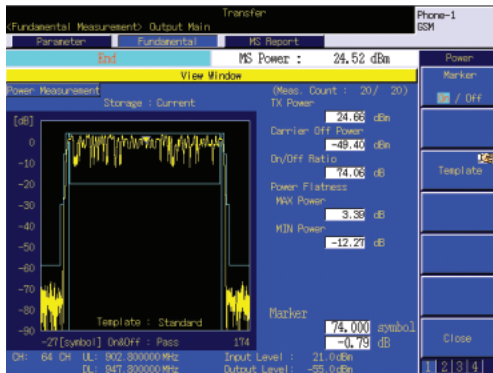 Transfer
Phone-1
<Fundamental Measurement> Output Main
GSM
Parameter Fundamental MS Report
End MS Power : 24.52 dBm Power
View Window Marker
Power Measurement (Meas. Count : 20/ 20)
Storage : Current TX Power / Off
[dB] 24.66 dBm
Carrier Off Power
0 -49.40 dBm
-10 On/Off Ratio
74.06 dB Template
-20 Power Flatness
-30 MAX Power
3.38 dB
-40 MIN Power
-50 -12.27 dB
-60
-70
-80 Marker
Template : Standard 74.000 symbol
-90 -0.79 dB Close
-27[symbol] On&Off : Pass 174
CH: 64 CH UL: 902.800000MHz Input Level : 21.0dBm
DL: 947.800000MHz Output Level : -55.0dBm 1 2 3 4